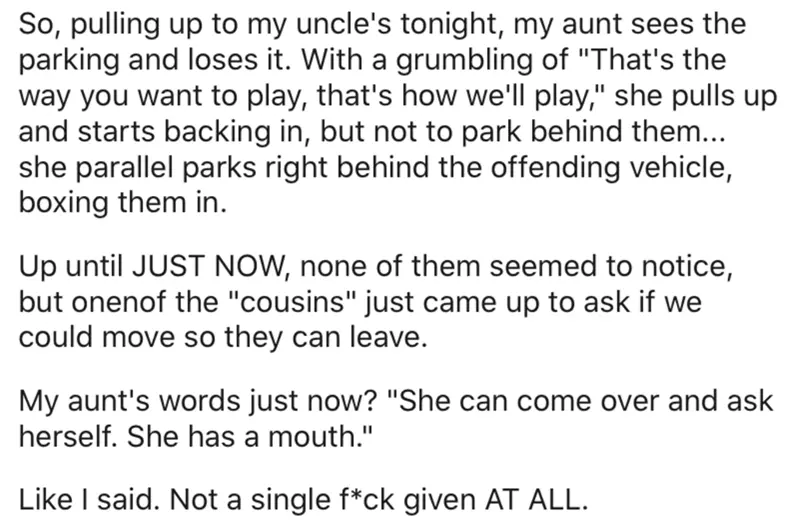 So, pulling up to my uncle's tonight, my aunt sees the
parking and loses it. With a grumbling of "That's the
way you want to play, that's how we'll play," she pulls up
and starts backing in, but not to park behind them...
she parallel parks right behind the offending vehicle,
boxing them in.
Up until JUST NOW, none of them seemed to notice,
but onenof the "cousins" just came up to ask if we
could move so they can leave.
My aunt's words just now? "She can come over and ask
herself. She has a mouth."
Like I said. Not a single f*ck given AT ALL.